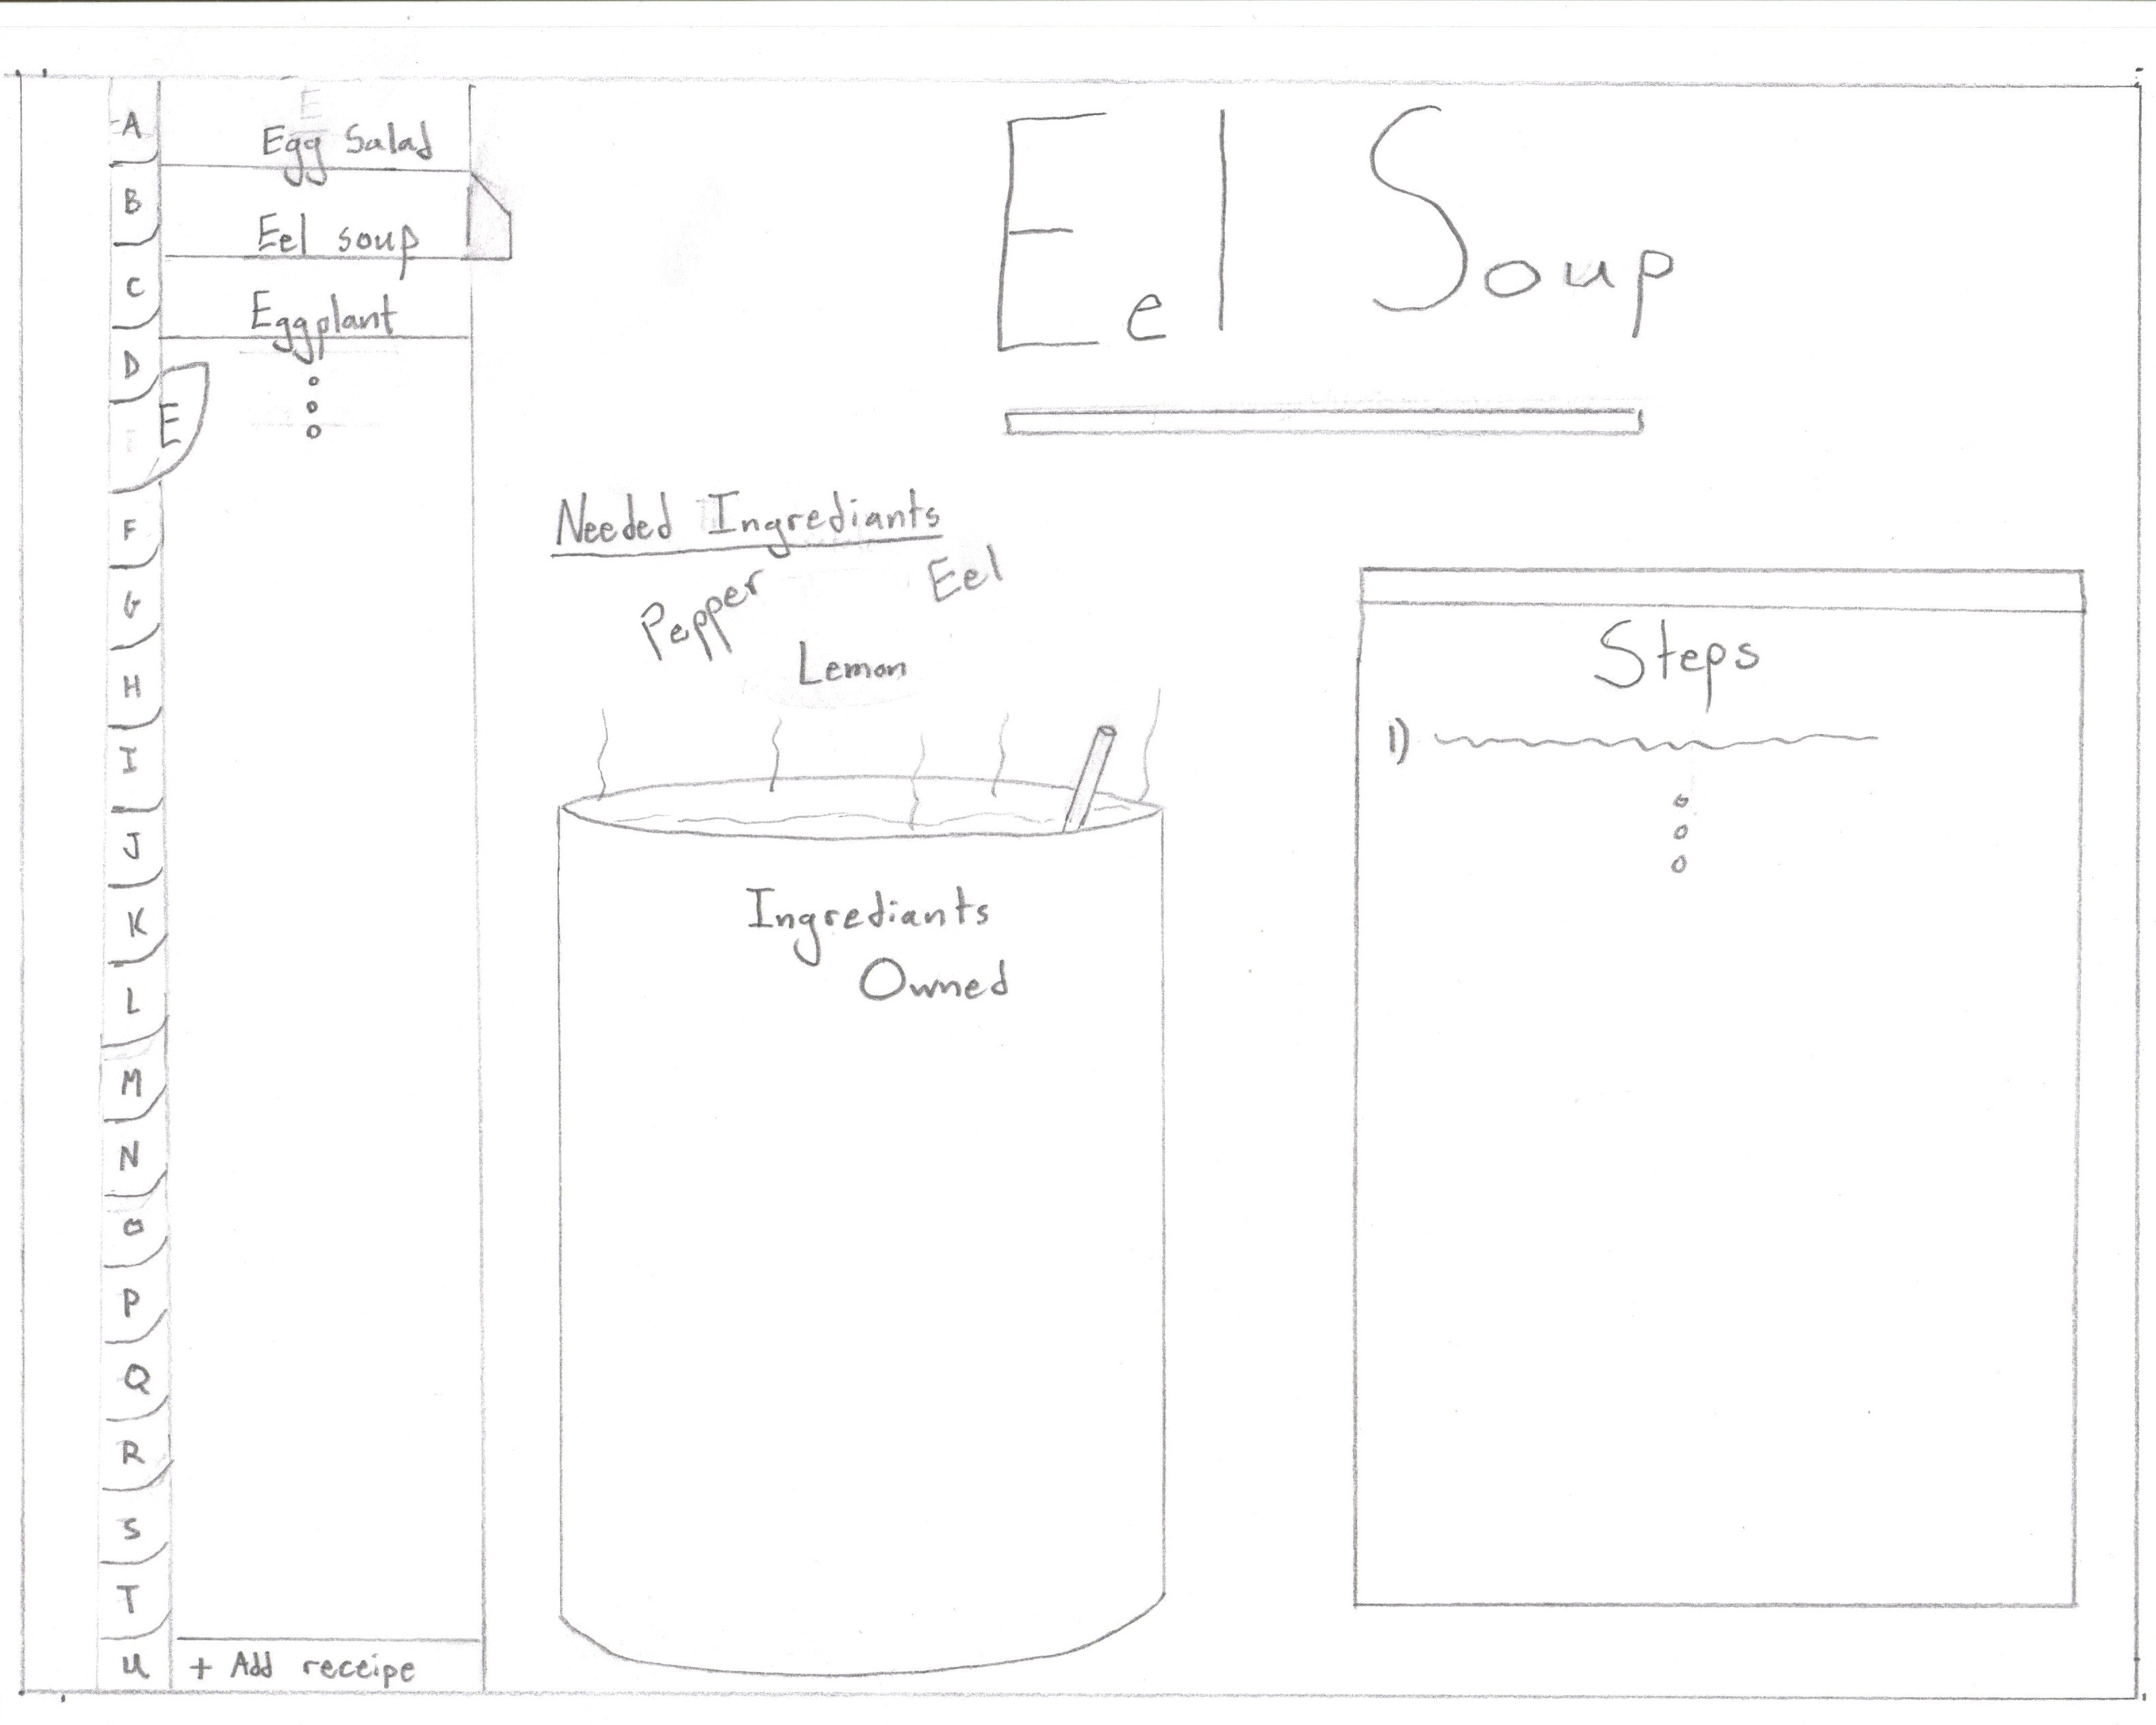 A
B
C
D
E
F
G
H
I
J
K
L
M
N
O
P
Q
R
S
T
U
Egg Salad
Eel soup
Eggplant
+ Add receipe
Eel Soup
Needed Ingrediants
Pepper
Eel
Lemon
Ingrediants
Owned
Steps
1)